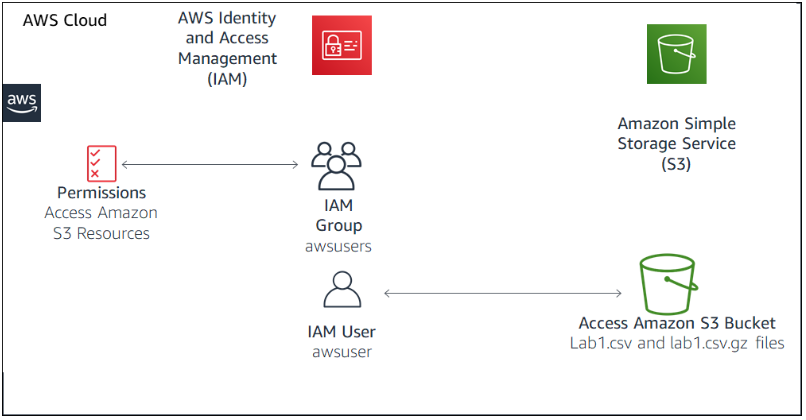 AWS Cloud
AWS Identity
and Access
Management
(IAM)
aws
Amazon Simple
Storage Service
(S3)
Permissions
Access Amazon
S3 Resources
IAM
Group
awsusers
IAM User
awsuser
Access Amazon S3 Bucket
Lab1.csv and lab1.csv.gz files